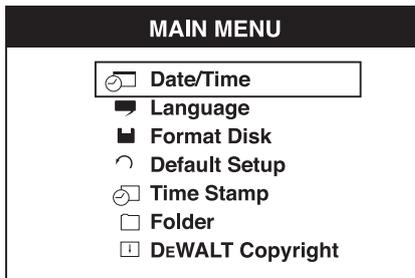 MAIN MENU
Date/Time
Language
Format Disk
Default Setup
Time Stamp
Folder
DEWALT Copyright